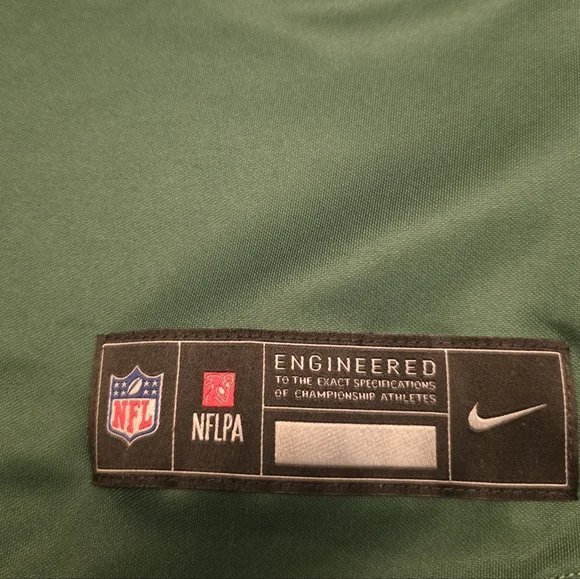 NFL
NFLPA
ENGINEERED
TO THE EXACT SPECIFICATIONS
OF CHAMPIONSHIP ATHLETES